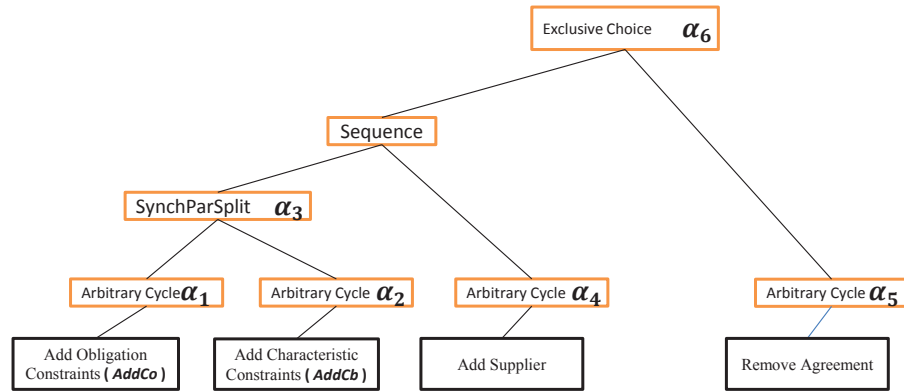 Exclusive Choice α₆
Sequence
SynchParSplit α₃
Arbitrary Cycle α₁
Arbitrary Cycle α₂
Arbitrary Cycle α₄
Arbitrary Cycle α₅
Add Obligation
Constraints ( AddCo )
Add Characteristic
Constraints ( AddCb )
Add Supplier
Remove Agreement